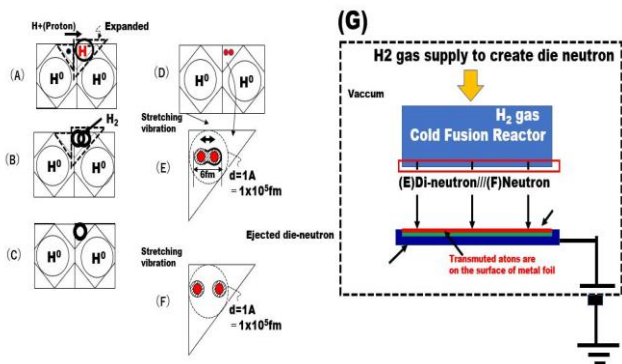 H+(Proton)
Expanded
H
(A)
H⁰
H⁰
H₂
(B)
H⁰
H⁰
(C)
H⁰
H⁰
(D)
H⁰
H⁰
Stretching
vibration
(E)
6fm
d=1A
=1x10⁵fm
Ejected die-neutron
Stretching
vibration
(F)
d=1A
=1x10⁵fm
(G)
H2 gas supply to create die neutron
Vaccum
H₂ gas
Cold Fusion Reactor
(E)Di-neutron///(F)Neutron
Transmuted atons are
on the surface of metal foil